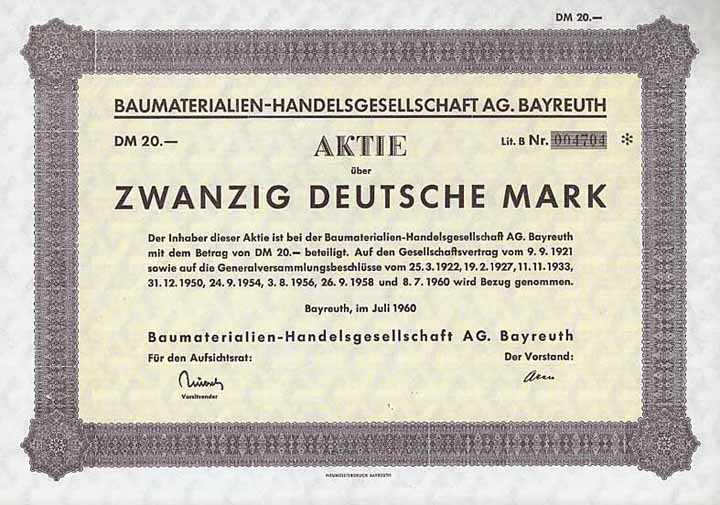 DM 20.—
BAUMATERIALIEN-HANDELSGESELLSCHAFT AG. BAYREUTH
DM 20.— AKTIE Lit. B Nr. 004704 *
über
ZWANZIG DEUTSCHE MARK
Der Inhaber dieser Aktie ist bei der Baumaterialien-Handelsgesellschaft AG. Bayreuth
mit dem Betrag von DM 20.— beteiligt. Auf den Gesellschaftsvertrag vom 9. 9. 1921
sowie auf die Generalversammlungsbeschlüsse vom 25. 3. 1922, 19. 2. 1927, 11. 11. 1933,
31. 12. 1950, 24. 9. 1954, 3. 8. 1956, 26. 9. 1958 und 8. 7. 1960 wird Bezug genommen.
Bayreuth, im Juli 1960
Baumaterialien-Handelsgesellschaft AG. Bayreuth
Für den Aufsichtsrat: Der Vorstand:
Vorsitzender
BAYREUTH